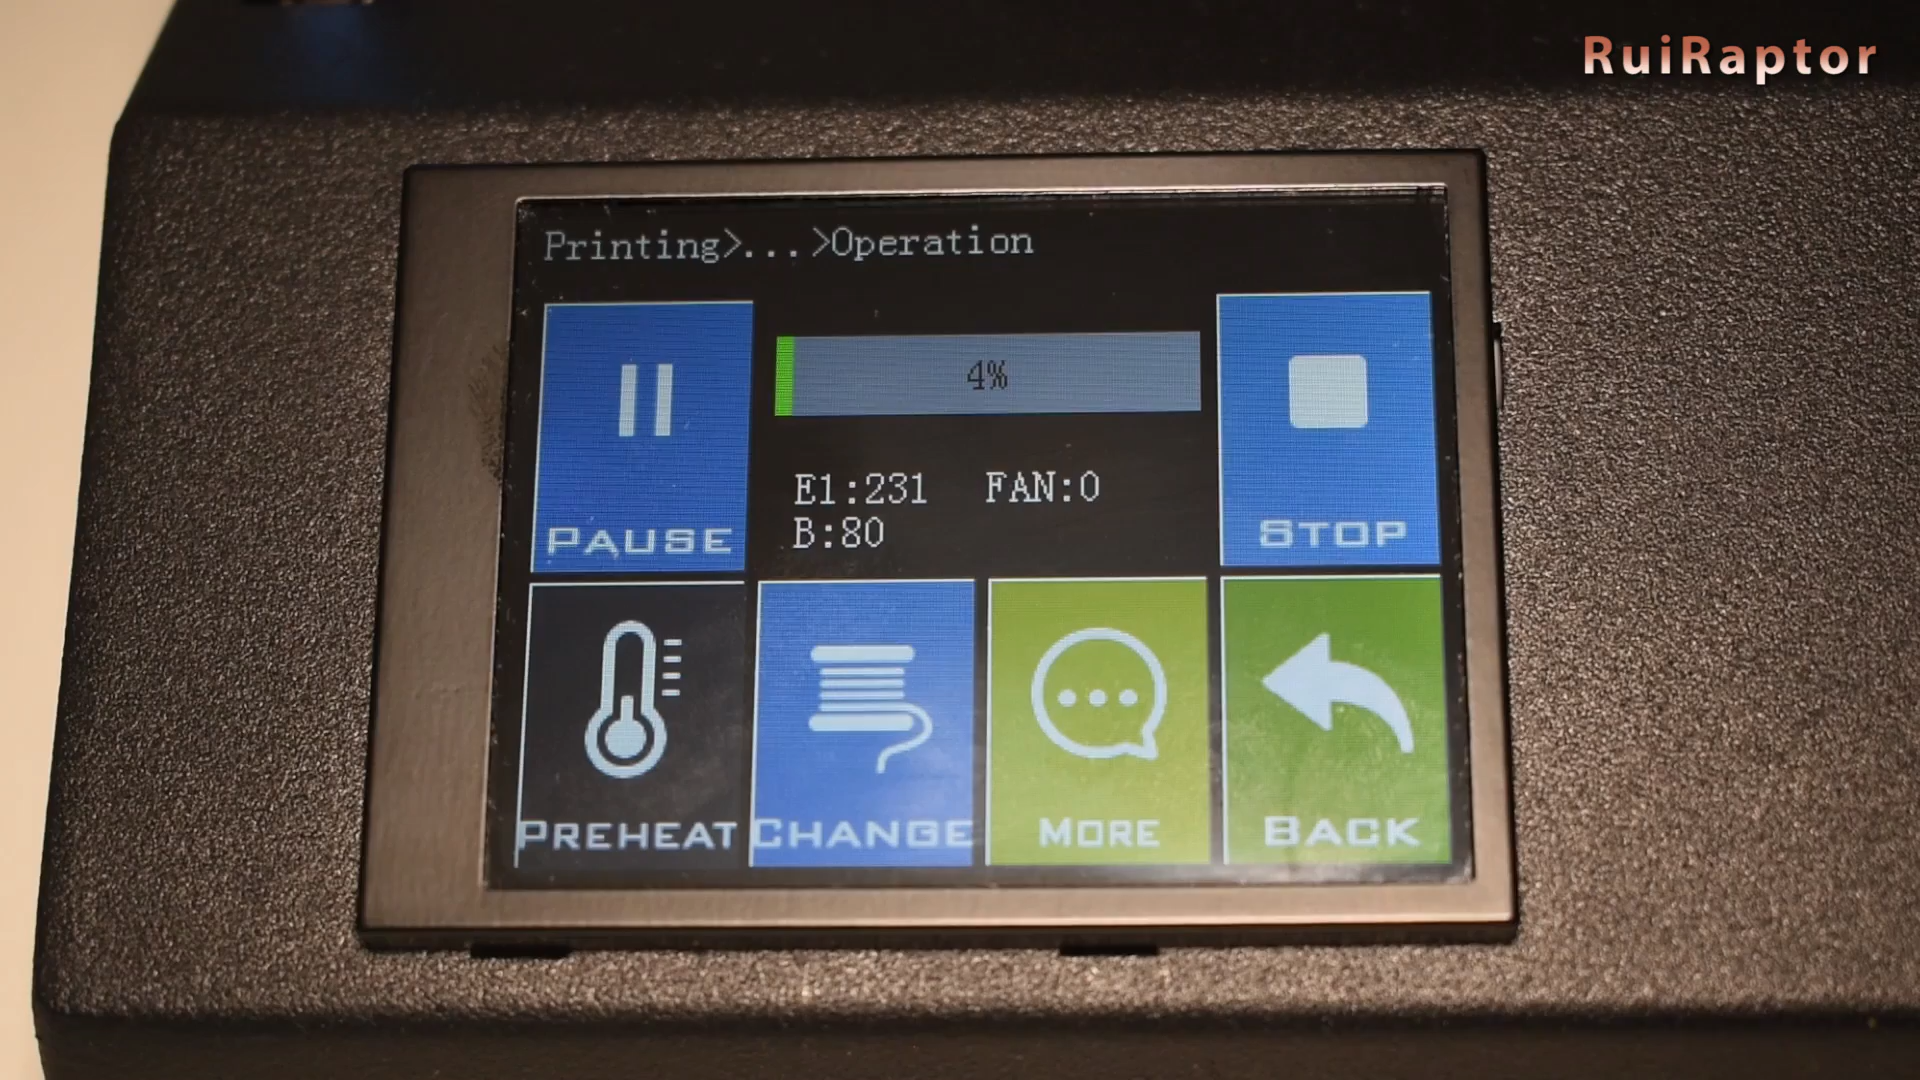 RuiRaptor
Printing>...>Operation
4%
E1:231 FAN:0
B:80
PAUSE
STOP
PREHEAT
CHANGE
MORE
BACK